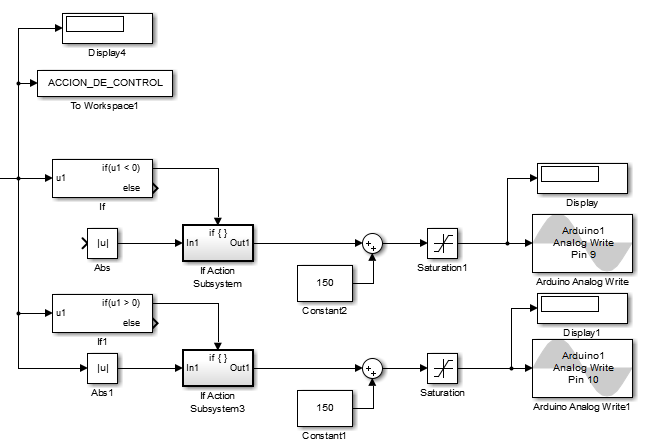 Display4
ACCION_DE_CONTROL
To Workspace1
u1
if(u1 < 0)
else
If
Display
|u|
Abs
if { }
In1
Out1
If Action
Subsystem
Saturation1
Arduino1
Analog Write
Pin 9
Arduino Analog Write
150
Constant2
u1
if(u1 > 0)
else
If1
Display1
|u|
Abs1
if { }
In1
Out1
If Action
Subsystem3
Saturation
Arduino1
Analog Write
Pin 10
Arduino Analog Write1
150
Constant1